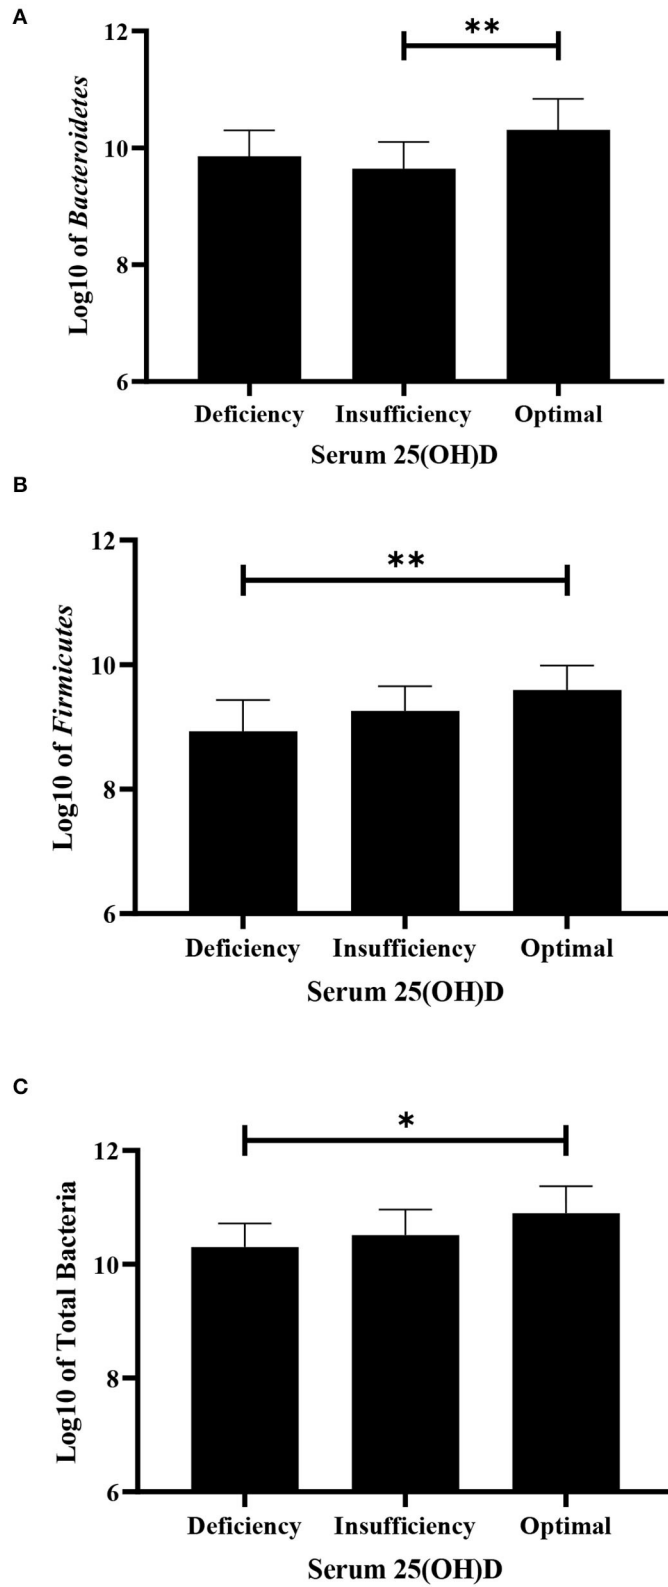 A
**
12
10
8
6
Log10 of Bacteroidetes
Deficiency Insufficiency Optimal
Serum 25(OH)D
B
**
12
10
8
6
Log10 of Firmicutes
Deficiency Insufficiency Optimal
Serum 25(OH)D
C
*
12
10
8
6
Log10 of Total Bacteria
Deficiency Insufficiency Optimal
Serum 25(OH)D